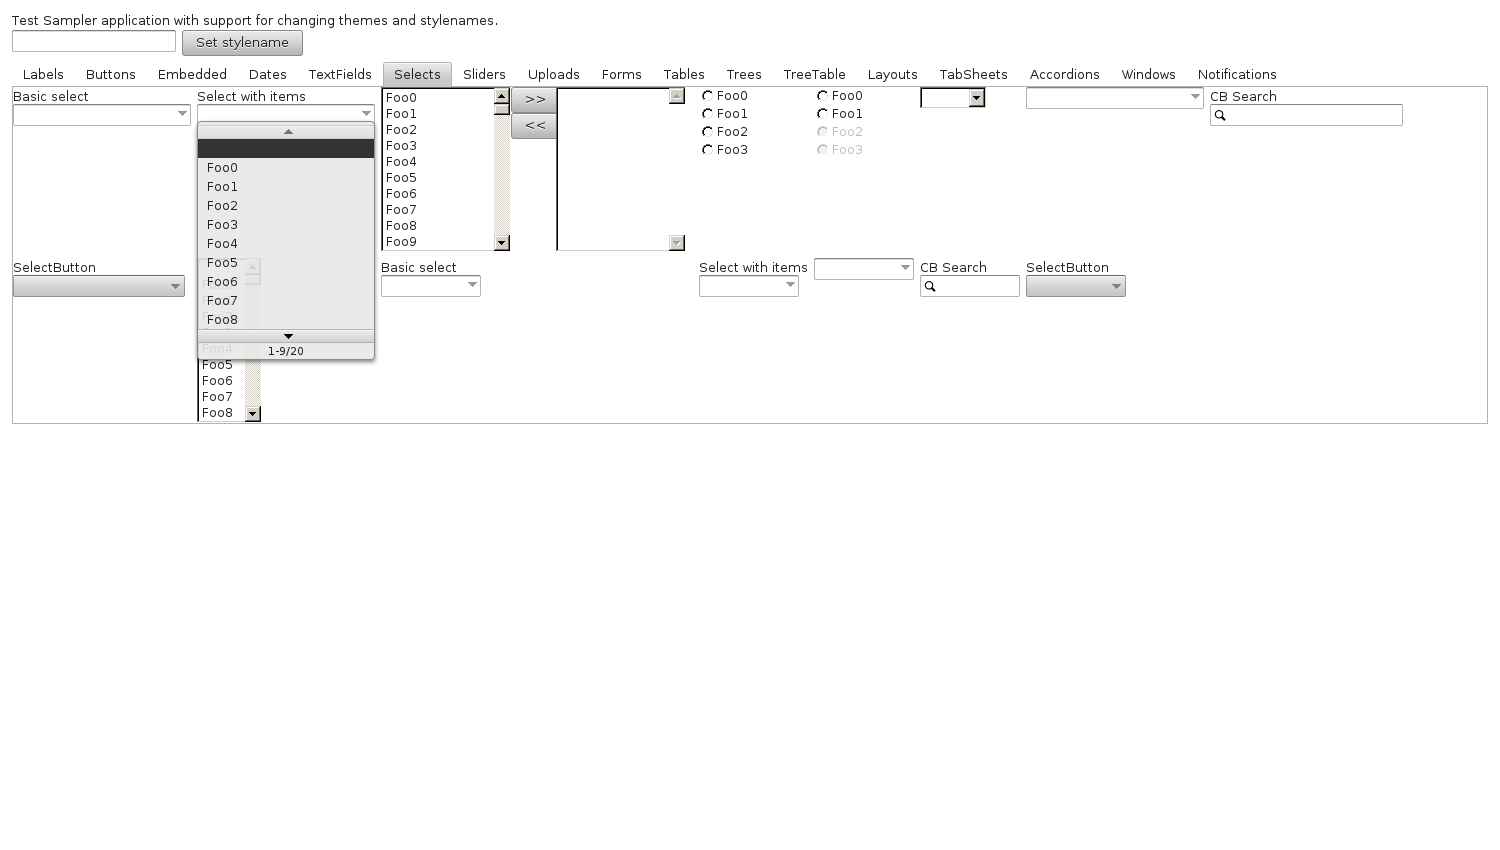 Test Sampler application with support for changing themes and stylenames.
Set stylename
Labels Buttons Embedded Dates TextFields Selects Sliders Uploads Forms Tables Trees TreeTable Layouts TabSheets Accordions Windows Notifications
Basic select
Select with items
Foo0
Foo1
Foo2
Foo3
Foo4
Foo5
Foo6
Foo7
Foo8
1-9/20
Foo0
Foo1
Foo2
Foo3
Foo4
Foo5
Foo6
Foo7
Foo8
Foo9
>>
<<
Foo0
Foo1
Foo2
Foo3
Foo0
Foo1
Foo2
Foo3
CB Search
SelectButton
Foo4
Foo5
Foo6
Foo7
Foo8
Basic select
Select with items
CB Search
SelectButton